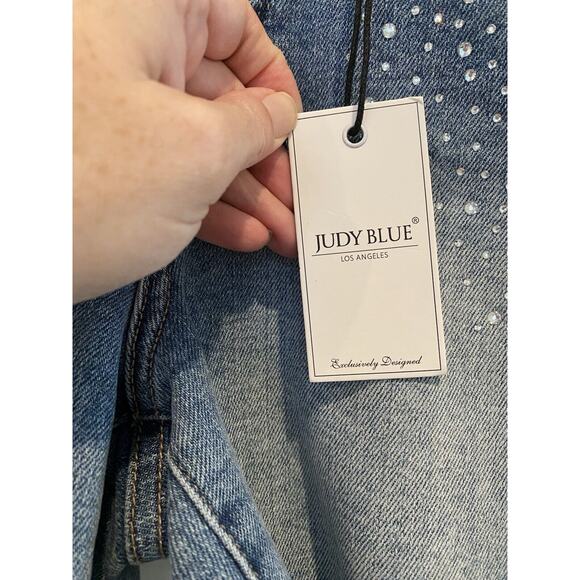 JUDY BLUE®
LOS ANGELES
Exclusively Designed